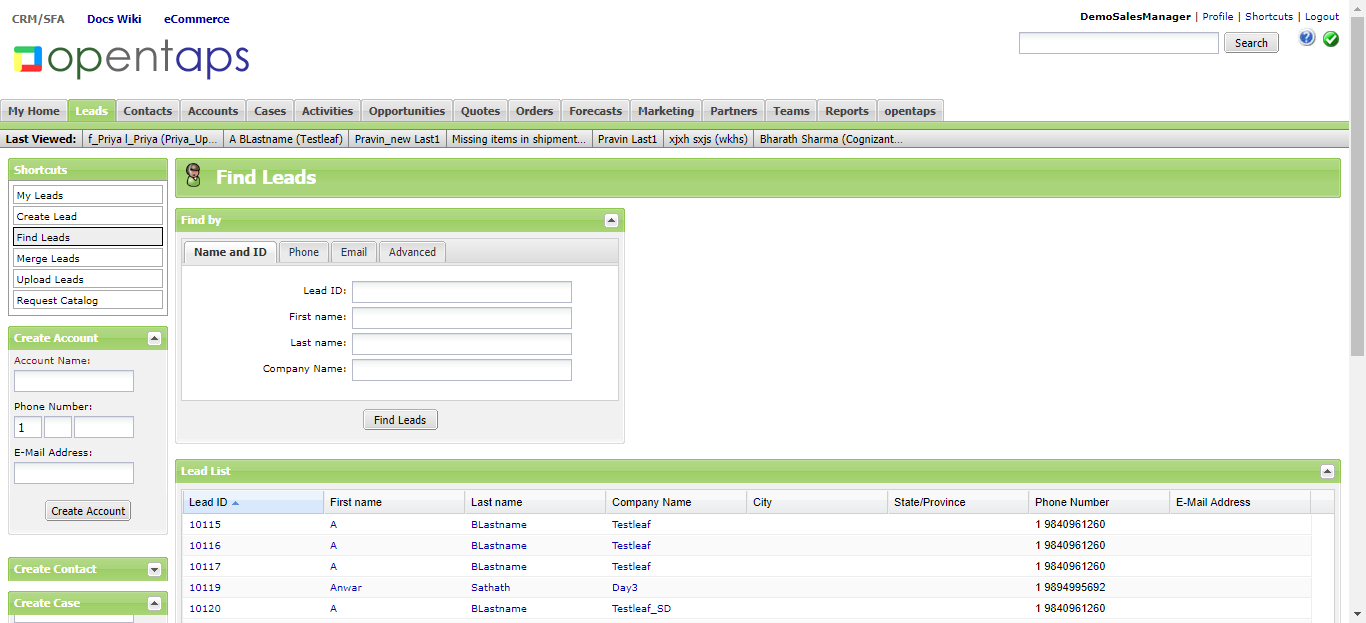 CRM/SFA Docs Wiki eCommerce
DemoSalesManager | Profile | Shortcuts | Logout
opentaps
Search
My Home Leads Contacts Accounts Cases Activities Opportunities Quotes Orders Forecasts Marketing Partners Teams Reports opentaps
Last Viewed: f_Priya l_Priya (Priya_Up... A BLastname (Testleaf) Pravin_new Last1 Missing items in shipment... Pravin Last1 xjxh sxjs (wkhs) Bharath Sharma (Cognizant...
Shortcuts
My Leads
Create Lead
Find Leads
Merge Leads
Upload Leads
Request Catalog
Create Account
Account Name:
Phone Number:
1
E-Mail Address:
Create Account
Create Contact
Create Case
Find Leads
Find by
Name and ID Phone Email Advanced
Lead ID:
First name:
Last name:
Company Name:
Find Leads
Lead List
Lead ID First name Last name Company Name City State/Province Phone Number E-Mail Address
10115 A BLastname Testleaf 1 9840961260
10116 A BLastname Testleaf 1 9840961260
10117 A BLastname Testleaf 1 9840961260
10119 Anwar Sathath Day3 1 9894995692
10120 A BLastname Testleaf_SD 1 9840961260